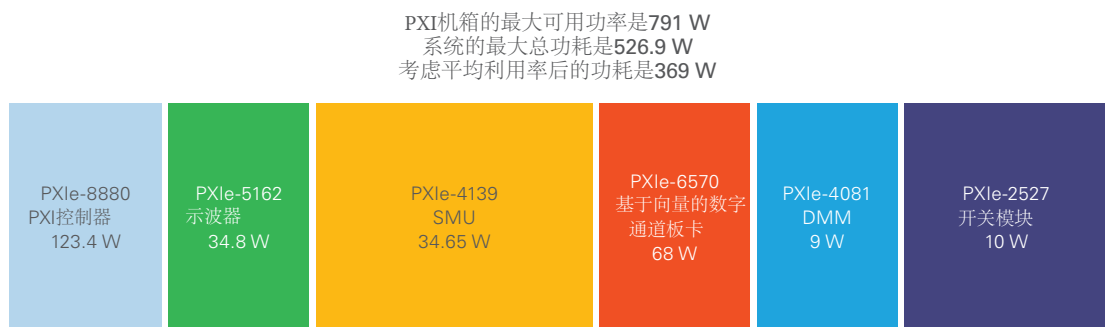 PXI机箱的最大可用功率是791 W
系统的最大总功耗是526.9 W
考虑平均利用率后的功耗是369 W
PXIe-8880
PXI控制器
123.4 W
PXIe-5162
示波器
34.8 W
PXIe-4139
SMU
34.65 W
PXIe-6570
基于向量的数字
通道板卡
68 W
PXIe-4081
DMM
9 W
PXIe-2527
开关模块
10 W